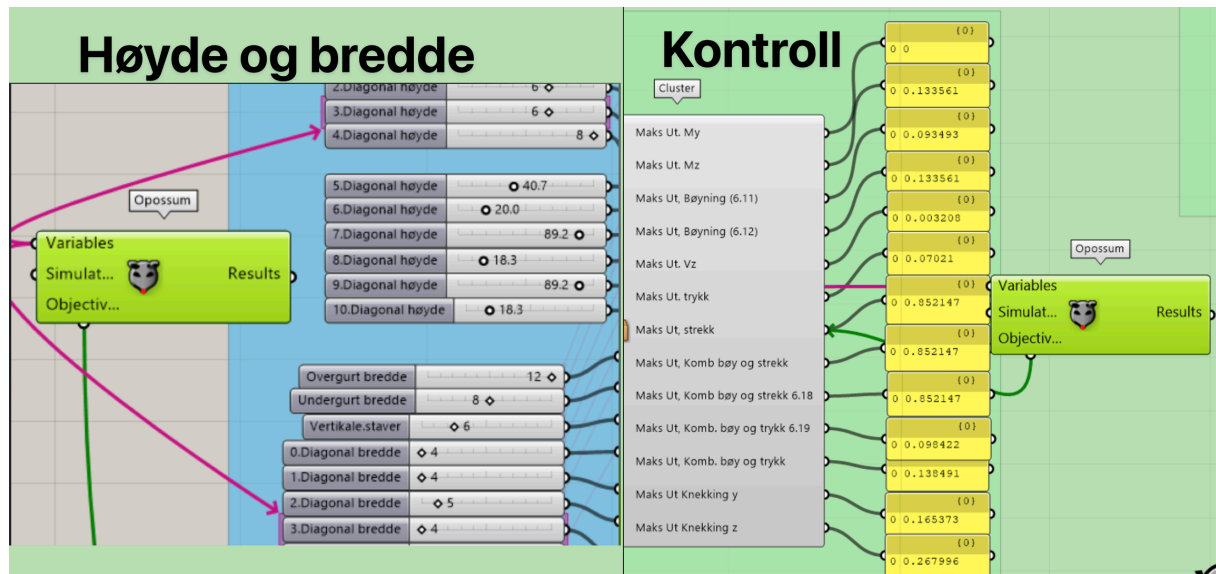 Høyde og bredde
2.Diagonal høyde 6
3.Diagonal høyde 6
4.Diagonal høyde 8
5.Diagonal høyde 40.7
6.Diagonal høyde 20.0
7.Diagonal høyde 89.2
8.Diagonal høyde 18.3
9.Diagonal høyde 89.2
10.Diagonal høyde 18.3
Opossum
Variables
Simulat...
Objectiv...
Results
Overgurt bredde 12
Undergurt bredde 8
Vertikale.staver 6
0.Diagonal bredde 4
1.Diagonal bredde 4
2.Diagonal bredde 5
3.Diagonal bredde 4
Kontroll
Cluster
Maks Ut. My
Maks Ut. Mz
Maks Ut, Bøyning (6.11)
Maks Ut, Bøyning (6.12)
Maks Ut. Vz
Maks Ut. trykk
Maks Ut, strekk
Maks Ut, Komb bøy og strekk
Maks Ut, Komb bøy og strekk 6.18
Maks Ut, Komb. bøy og trykk 6.19
Maks Ut, Komb. bøy og trykk
Maks Ut Knekking y
Maks Ut Knekking z
{0}
0 0
{0}
0 0.133561
{0}
0 0.093493
{0}
0 0.133561
{0}
0 0.003208
{0}
0 0.07021
{0}
0 0.852147
{0}
0 0.852147
{0}
0 0.852147
{0}
0 0.098422
{0}
0 0.138491
{0}
0 0.165373
{0}
0 0.267996
Opossum
Variables
Simulat...
Objectiv...
Results